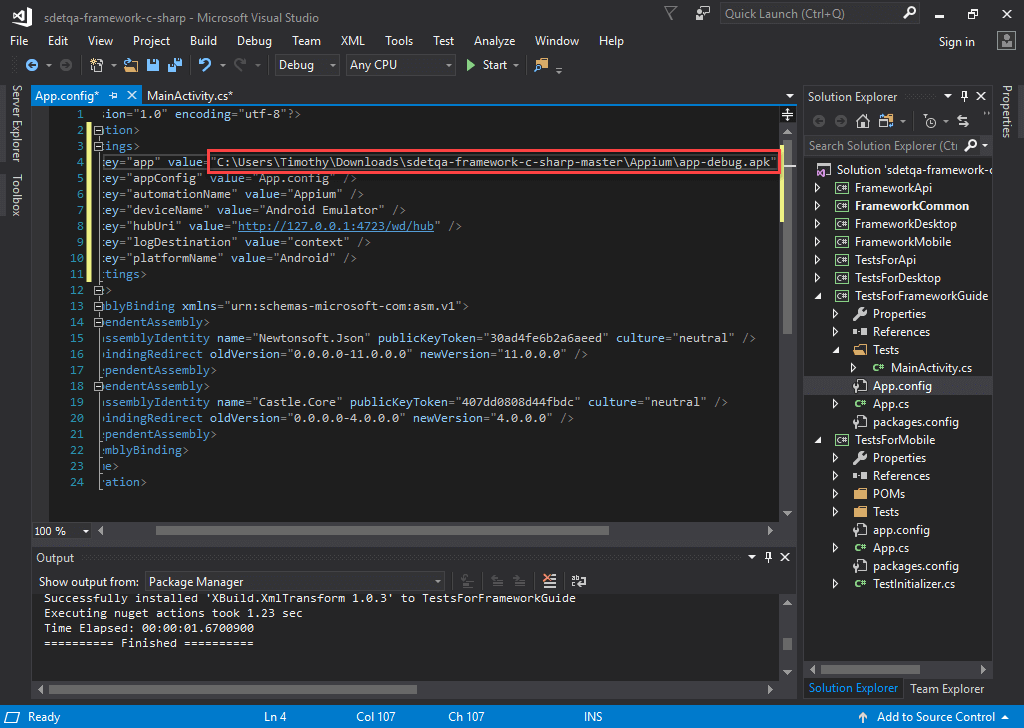 sdetqa-framework-c-sharp - Microsoft Visual Studio
Quick Launch (Ctrl+Q)
File Edit View Project Build Debug Team XML Tools Test Analyze Window Help
Sign in
Debug Any CPU Start
Server Explorer
Toolbox
App.config* MainActivity.cs*
1 ion="1.0" encoding="utf-8"?>
2 tion>
3 tings>
4 key="app" value="C:\Users\Timothy\Downloads\sdetqa-framework-c-sharp-master\Appium\app-debug.apk"
5 key="appConfig" value="App.config" />
6 key="automationName" value="Appium" />
7 key="deviceName" value="Android Emulator" />
8 key="hubUri" value="http://127.0.0.1:4723/wd/hub" />
9 key="logDestination" value="context" />
10 key="platformName" value="Android" />
11 ttings>
12 >
13 mblyBinding xmlns="urn:schemas-microsoft-com:asm.v1">
14 pendentAssembly>
15 assemblyIdentity name="Newtonsoft.Json" publicKeyToken="30ad4fe6b2a6aeed" culture="neutral" />
16 bindingRedirect oldVersion="0.0.0.0-11.0.0.0" newVersion="11.0.0.0" />
17 ependentAssembly>
18 pendentAssembly>
19 assemblyIdentity name="Castle.Core" publicKeyToken="407dd0808d44fbdc" culture="neutral" />
20 bindingRedirect oldVersion="0.0.0.0-4.0.0.0" newVersion="4.0.0.0" />
21 ependentAssembly>
22 emblyBinding>
23 me>
24 ration>
100 %
Output
Show output from: Package Manager
Successfully installed 'XBuild.XmlTransform 1.0.3' to TestsForFrameworkGuide
Executing nuget actions took 1.23 sec
Time Elapsed: 00:00:01.6700900
========== Finished ==========
Solution Explorer
Search Solution Explorer (Ctr
Solution 'sdetqa-framework-c
C# FrameworkApi
C# FrameworkCommon
C# FrameworkDesktop
C# FrameworkMobile
C# TestsForApi
C# TestsForDesktop
C# TestsForFrameworkGuide
Properties
References
Tests
C# MainActivity.cs
App.config
C# App.cs
packages.config
C# TestsForMobile
Properties
References
POMs
Tests
app.config
C# App.cs
packages.config
C# TestInitializer.cs
Solution Explorer Team Explorer
Properties
Ready Ln 4 Col 107 Ch 107 INS Add to Source Control